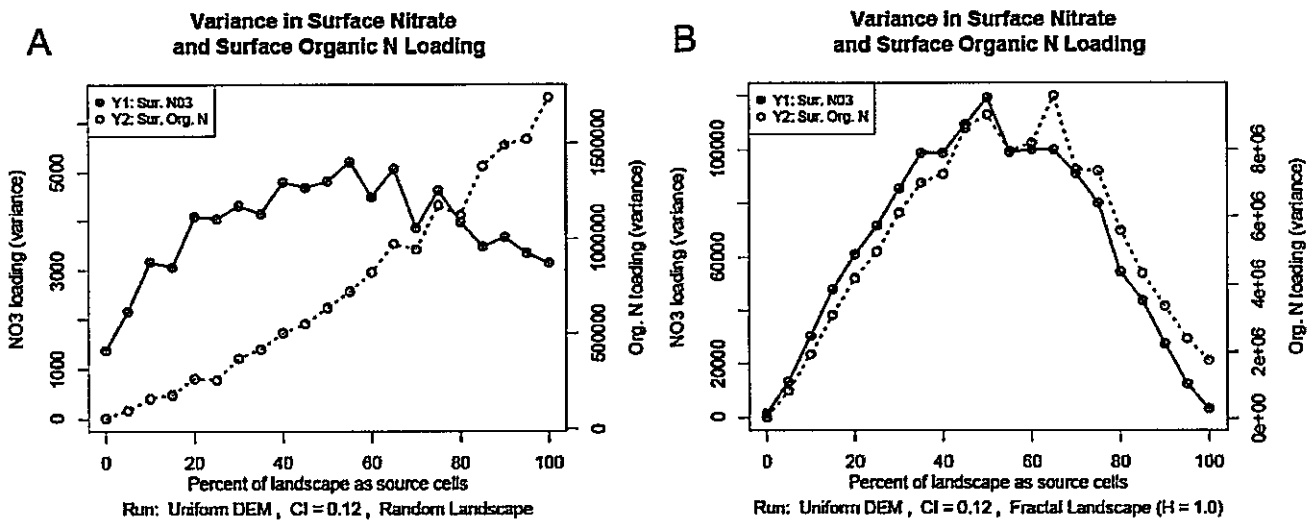 A
Variance in Surface Nitrate
and Surface Organic N Loading
Y1: Sur. N03
Y2: Sur. Org. N
NO3 loading (variance)
0
1000
3000
5000
Org. N loading (variance)
0
500000
1000000
1500000
0
20
40
60
80
100
Percent of landscape as source cells
Run: Uniform DEM , CI = 0.12 , Random Landscape
B
Variance in Surface Nitrate
and Surface Organic N Loading
Y1: Sur. N03
Y2: Sur. Org. N
NO3 loading (variance)
0
20000
60000
100000
Org. N loading (variance)
0e+00
2e+06
4e+06
6e+06
8e+06
0
20
40
60
80
100
Percent of landscape as source cells
Run: Uniform DEM , CI = 0.12 , Fractal Landscape (H = 1.0)